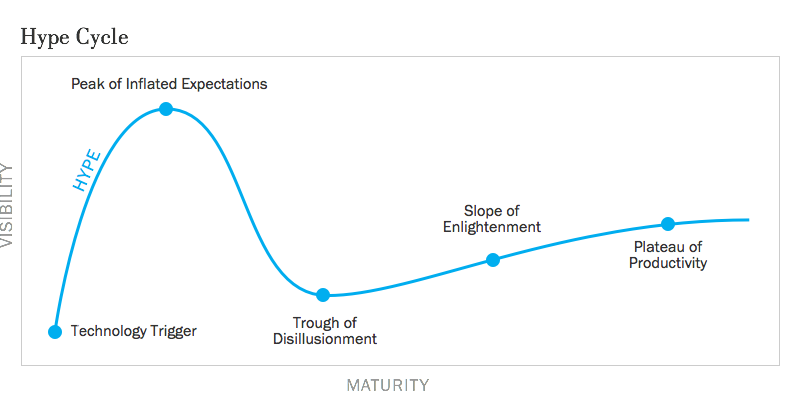 Hype Cycle
Peak of Inflated Expectations
HYPE
VISIBILITY
Slope of
Enlightenment
Plateau of
Productivity
Technology Trigger
Trough of
Disillusionment
MATURITY